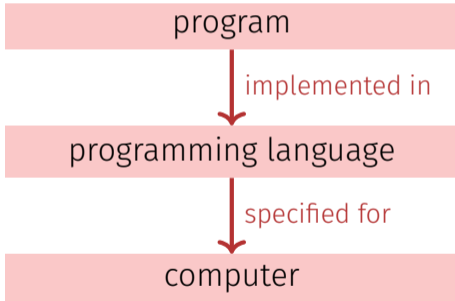 program
implemented in
programming language
specified for
computer